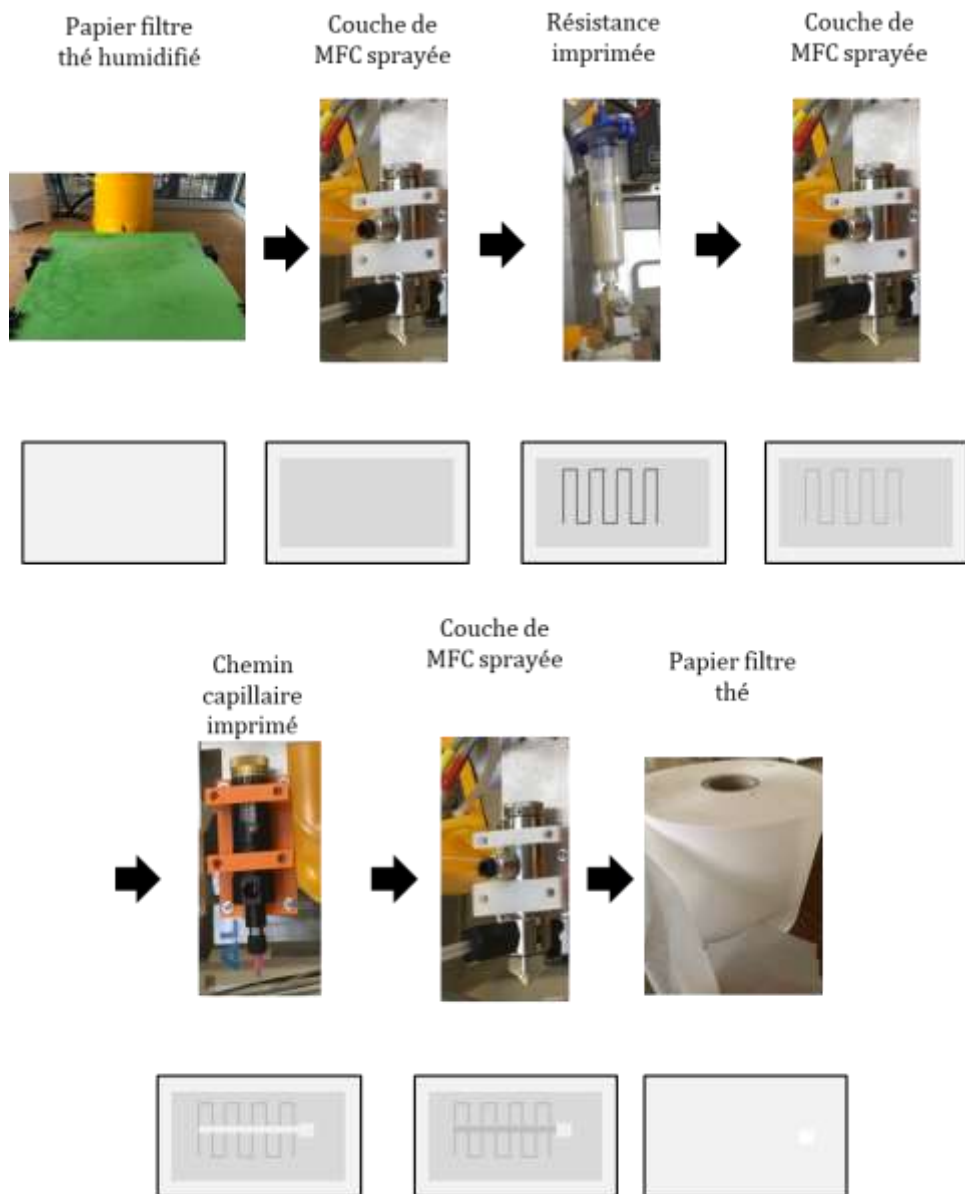 Papier filtre
thé humidifié
Couche de
MFC sprayée
Résistance
imprimée
Couche de
MFC sprayée
Chemin
capillaire
imprimé
Couche de
MFC sprayée
Papier filtre
thé